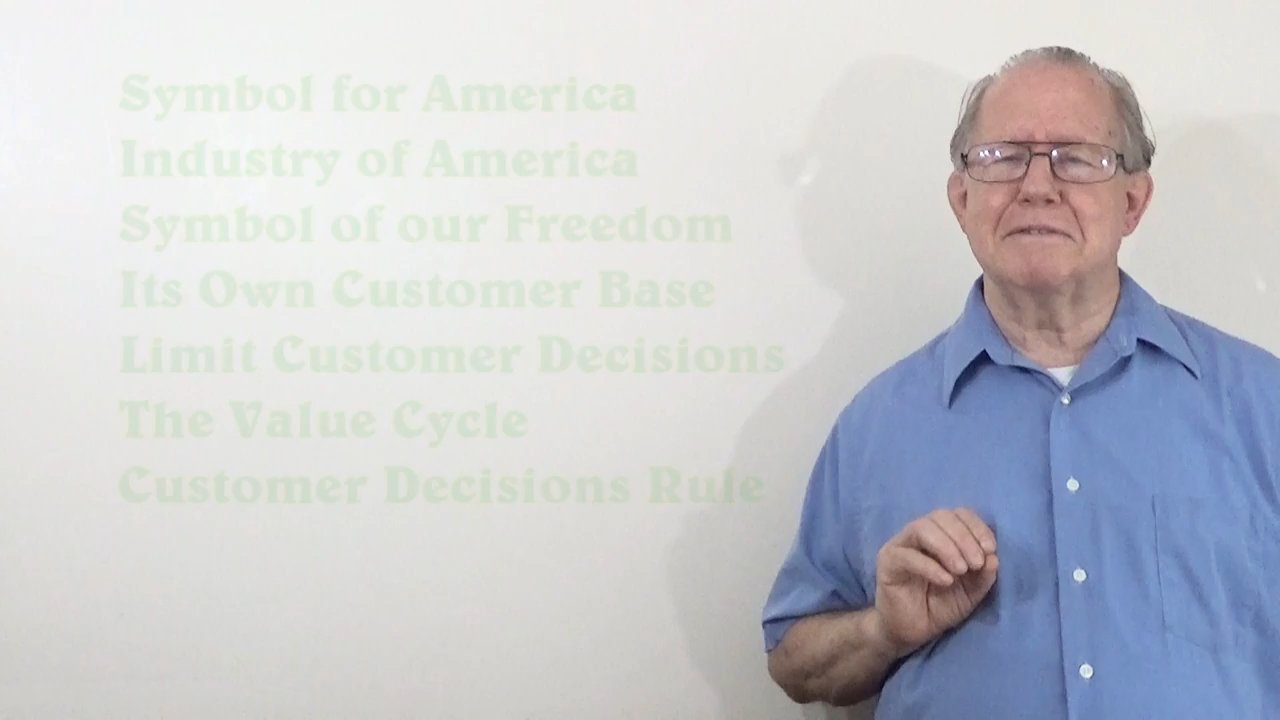 Symbol for America
Industry of America
Symbol of our Freedom
Its Own Customer Base
Limit Customer Decisions
The Value Cycle
Customer Decisions Rule